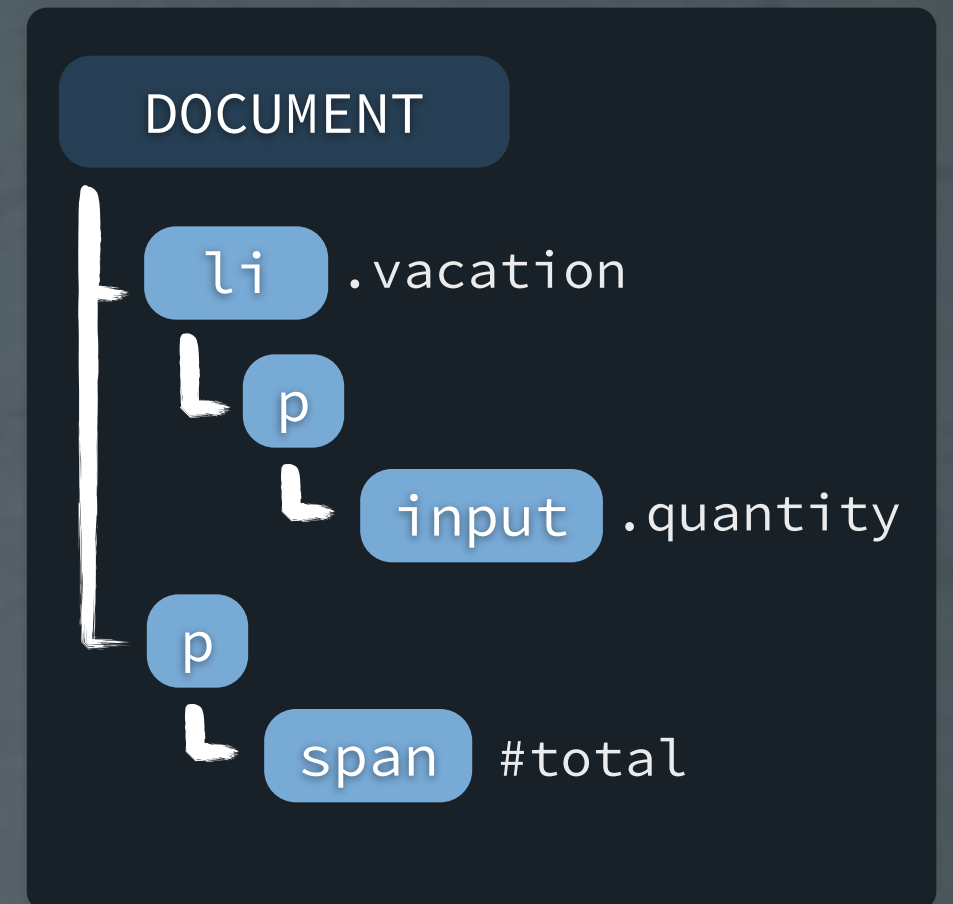 DOCUMENT
li .vacation
p
input .quantity
p
span #total